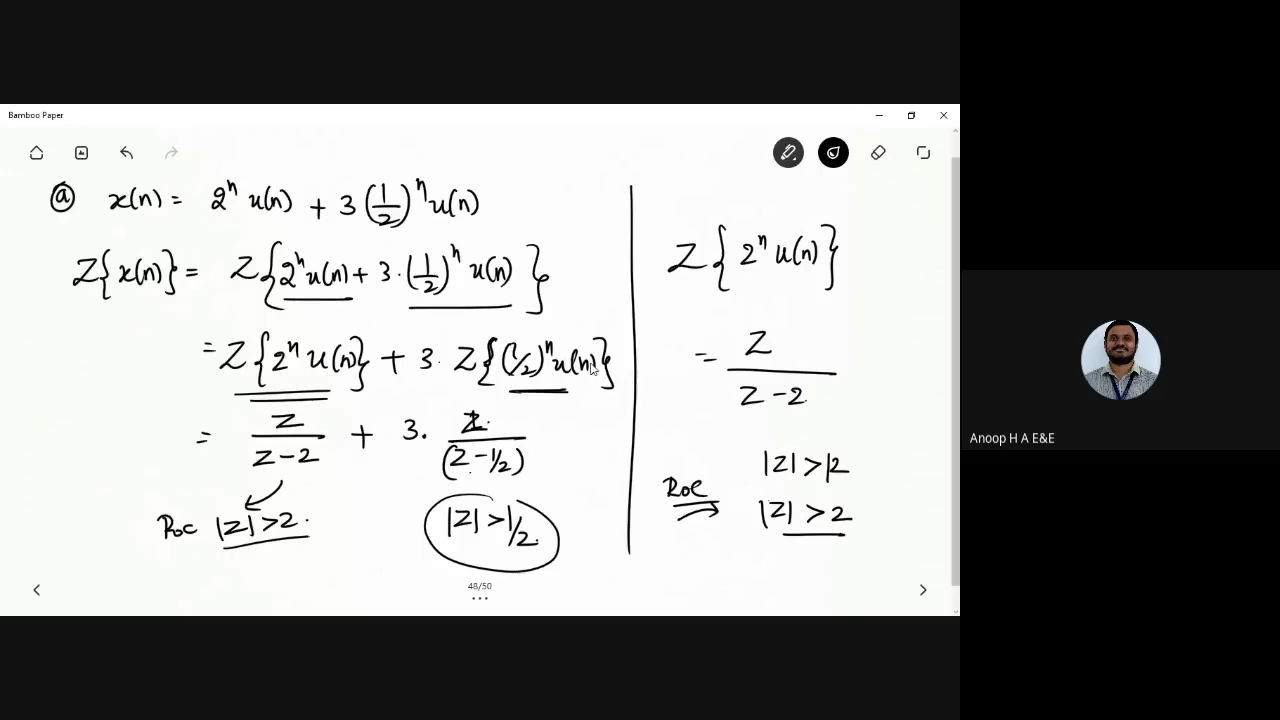 Bamboo Paper
ⓐ x(n) = 2ⁿ u(n) + 3 (1/2)ⁿ u(n)
Z{x(n)} = Z{2ⁿu(n) + 3 · (1/2)ⁿ u(n)}
= Z{2ⁿ u(n)} + 3 · Z{(1/2)ⁿ u(n)}
= Z/(Z-2) + 3 · Z/(Z-1/2)
ROC |Z|>2. |Z|>1/2.
Z{2ⁿ u(n)}
= Z/(Z-2)
|Z|>|2
ROC |Z|>2
48/50
Anoop H A E&E